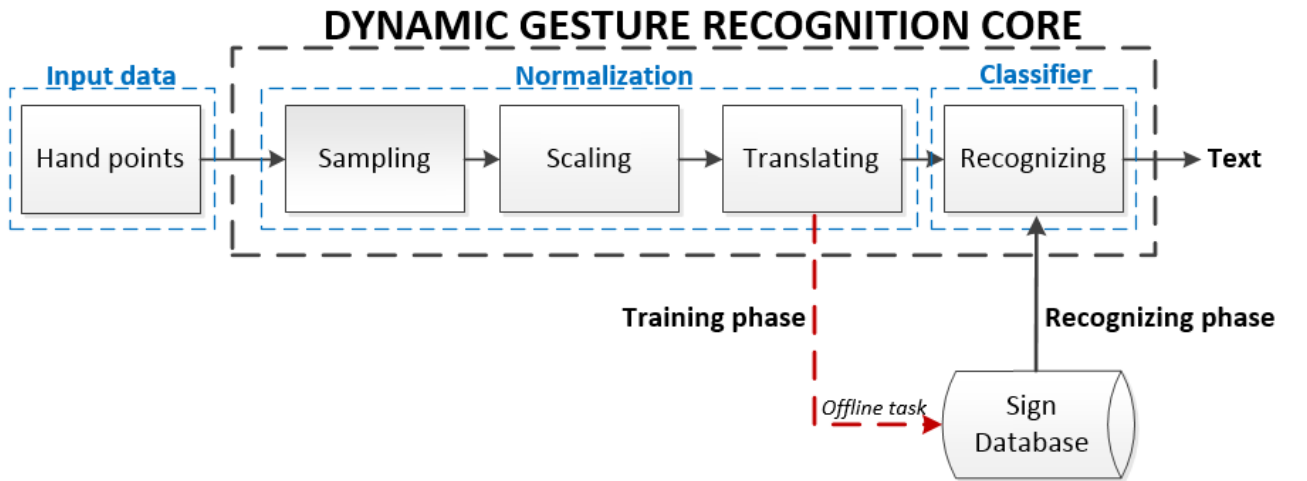 DYNAMIC GESTURE RECOGNITION CORE
Input data
Normalization
Classifier
Hand points
Sampling
Scaling
Translating
Recognizing
Text
Training phase
Recognizing phase
Offline task
Sign
Database